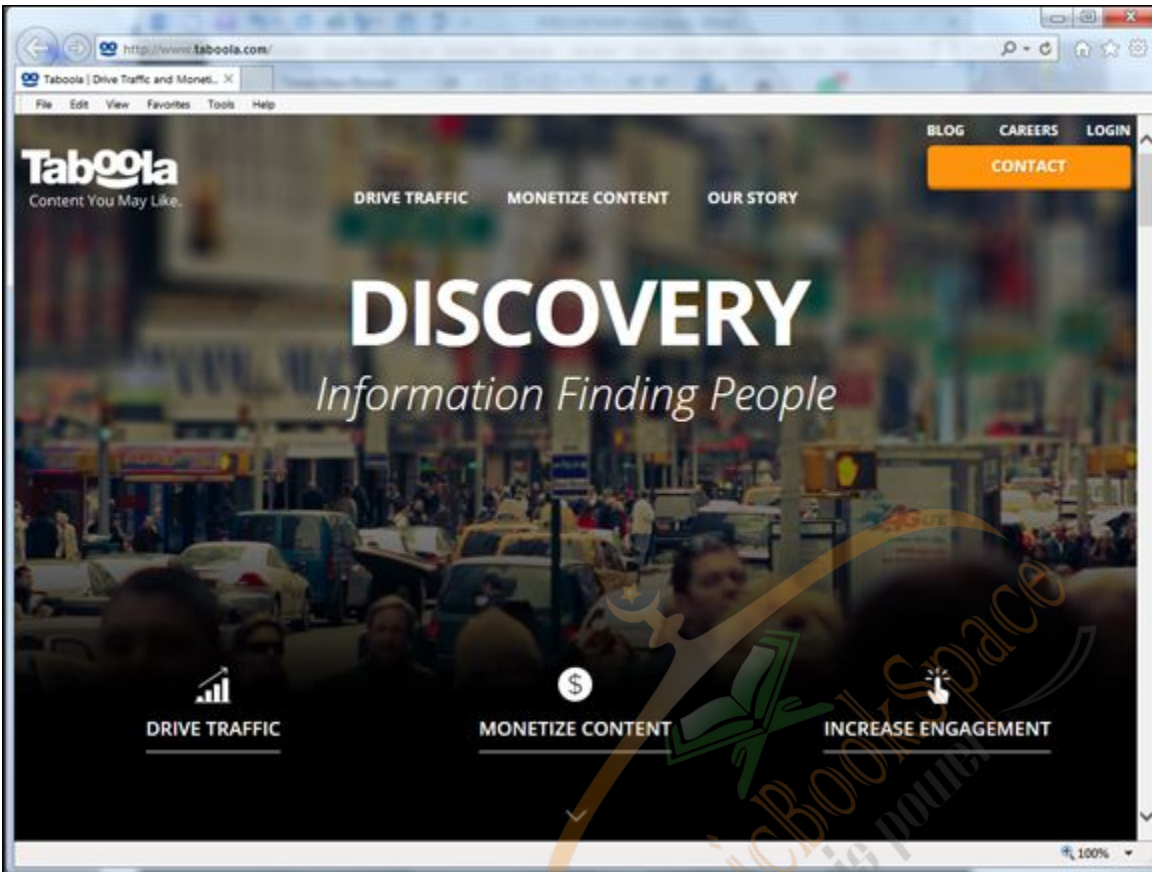 http://www.taboola.com/
Taboola | Drive Traffic and Moneti...
File Edit View Favorites Tools Help
BLOG CAREERS LOGIN
CONTACT
Taboola
Content You May Like.
DRIVE TRAFFIC MONETIZE CONTENT OUR STORY
DISCOVERY
Information Finding People
DRIVE TRAFFIC MONETIZE CONTENT INCREASE ENGAGEMENT
is power
100%